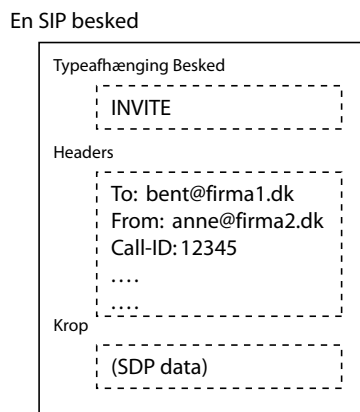 En SIP besked
Typeafhænging Besked
INVITE
Headers
To: bent@firma1.dk
From: anne@firma2.dk
Call-ID: 12345
....
....
Krop
(SDP data)